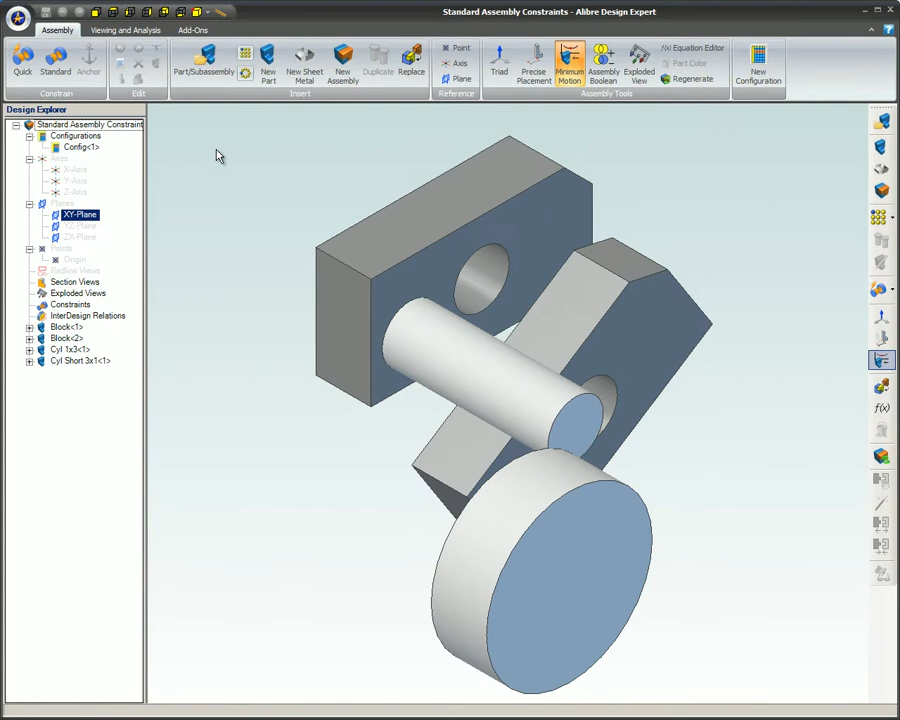 Standard Assembly Constraints - Alibre Design Expert
Assembly
Viewing and Analysis
Add-Ons
Quick
Standard
Anchor
Constrain
Edit
Part/Subassembly
New Part
New Sheet Metal
New Assembly
Duplicate
Replace
Insert
Point
Axis
Plane
Reference
Triad
Precise Placement
Minimum Motion
Assembly Boolean
Exploded View
f(x) Equation Editor
Part Color
Regenerate
Assembly Tools
New Configuration
Design Explorer
Standard Assembly Constraint
Configurations
Config<1>
Axes
X-Axis
Y-Axis
Z-Axis
Planes
XY-Plane
YZ-Plane
ZX-Plane
Points
Origin
Redline Views
Section Views
Exploded Views
Constraints
InterDesign Relations
Block<1>
Block<2>
Cyl 1x3<1>
Cyl Short 3x1<1>
f(x)